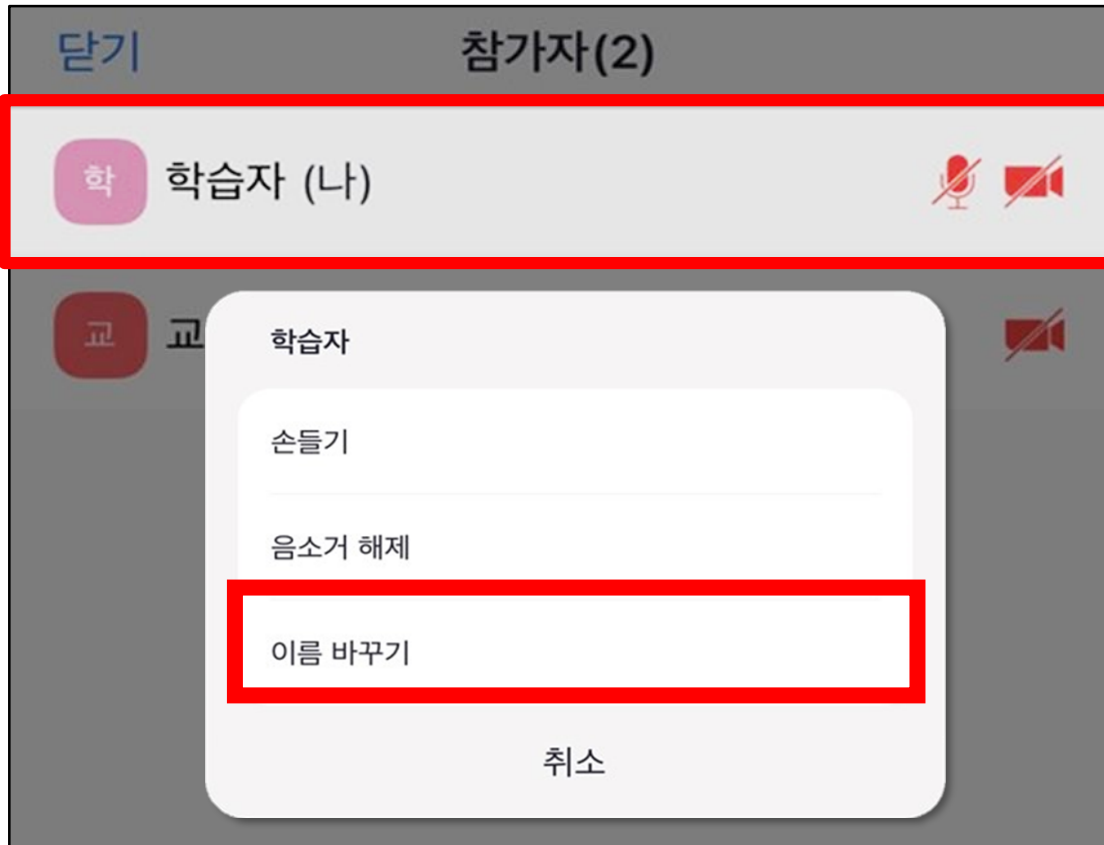 닫기 참가자(2)
학 학습자 (나)
교 교
학습자
손들기
음소거 해제
이름 바꾸기
취소